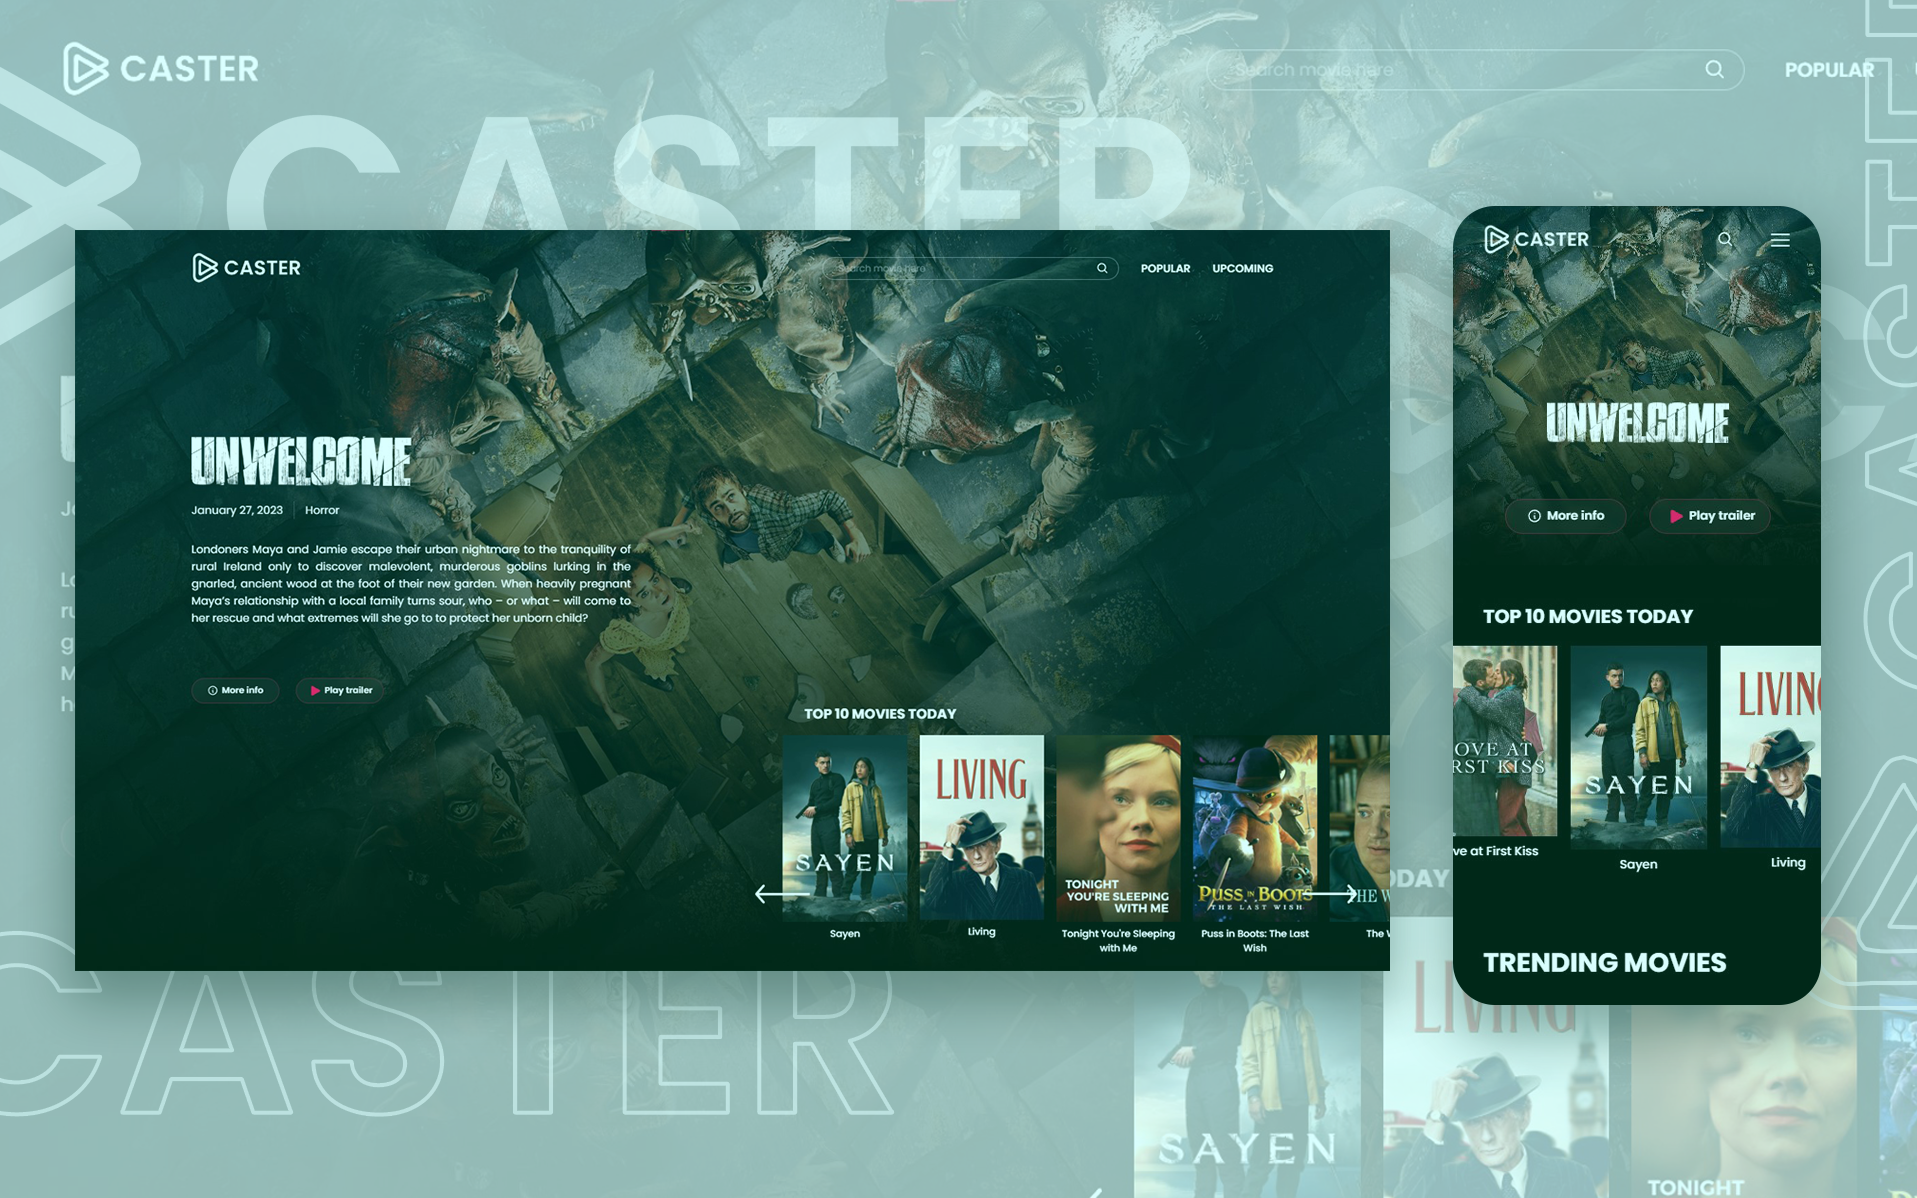 CASTER
Search movie here
POPULAR
CASTER
CASTER
Search movie here
POPULAR
UPCOMING
UNWELCOME
January 27, 2023
Horror
Londoners Maya and Jamie escape their urban nightmare to the tranquility of
rural Ireland only to discover malevolent, murderous goblins lurking in the
gnarled, ancient wood at the foot of their new garden. When heavily pregnant
Maya's relationship with a local family turns sour, who – or what – will come to
her rescue and what extremes will she go to to protect her unborn child?
More info
Play trailer
TOP 10 MOVIES TODAY
SAYEN
LIVING
TONIGHT
YOU'RE SLEEPING
WITH ME
PUSS IN BOOTS
THE LAST WISH
HE W
Sayen
Living
Tonight You're Sleeping
with Me
Puss in Boots: The Last
Wish
The
CASTER
UNWELCOME
More info
Play trailer
TOP 10 MOVIES TODAY
OVE AT
RST KISS
SAYEN
LIVING
ve at First Kiss
Sayen
Living
TRENDING MOVIES
ODAY
CASTER
CASTER
SAYEN
LIVING
TONIGHT